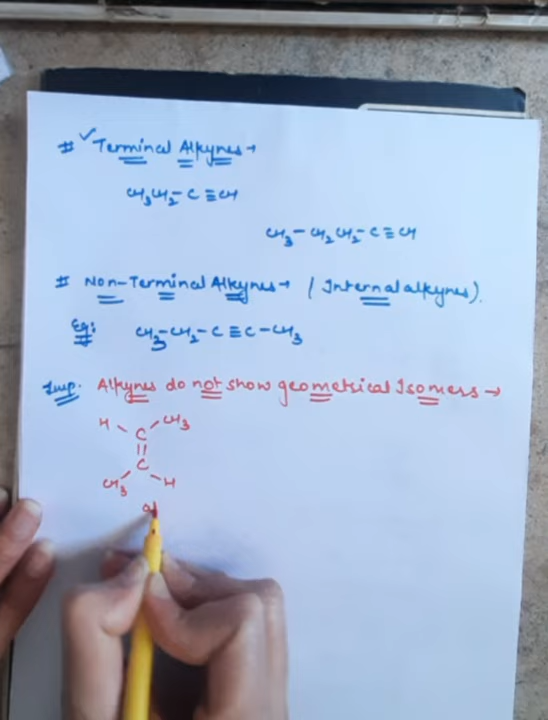 # ✓Terminal Alkynes →
CH₃CH₂-C≡CH
CH₃-CH₂CH₂-C≡CH
# Non-Terminal Alkynes → (Internal alkynes).
Eg: CH₃-CH₂-C≡C-CH₃
Imp. Alkynes do not show geometrical Isomers →
H CH₃
C
||
C
CH₃ H